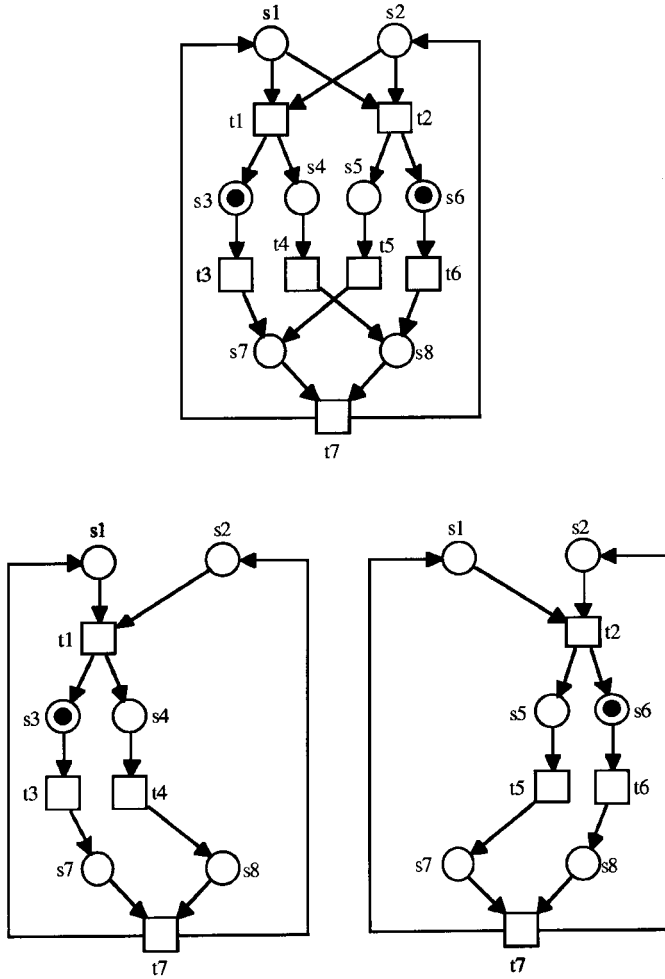 s1 s2
t1 t2
s3 s4 s5 s6
t3 t4 t5 t6
s7 s8
t7
s1 s2
t1
s3 s4
t3 t4
s7 s8
t7
s1 s2
t2
s5 s6
t5 t6
s7 s8
t7